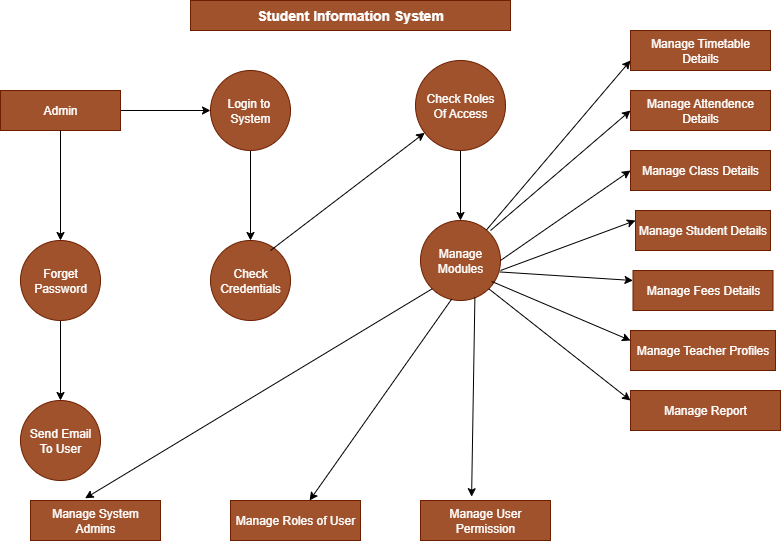 Student Information System
Admin
Login to
System
Check Roles
Of Access
Manage Timetable
Details
Manage Attendence
Details
Manage Class Details
Manage Student Details
Manage Fees Details
Manage Teacher Profiles
Manage Report
Forget
Password
Check
Credentials
Manage
Modules
Send Email
To User
Manage System
Admins
Manage Roles of User
Manage User
Permission